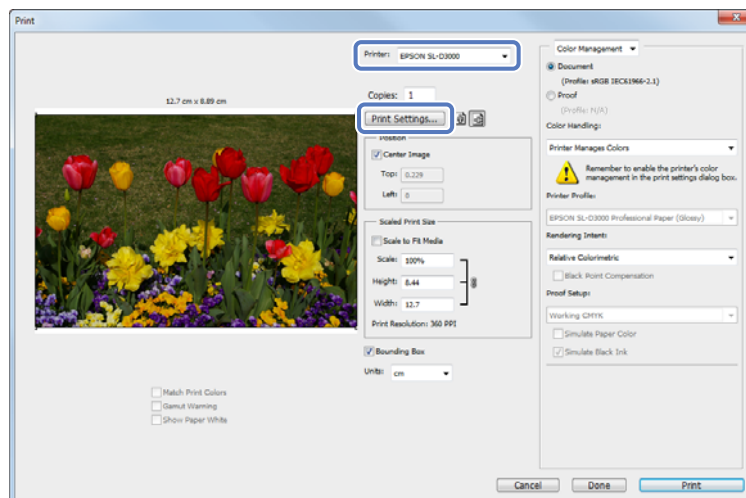 Print
12.7 cm x 8.89 cm
Match Print Colors
Gamut Warning
Show Paper White
Printer: EPSON SL-D3000
Copies: 1
Print Settings...
Position
Center Image
Top: 0.229
Left: 0
Scaled Print Size
Scale to Fit Media
Scale: 100%
Height: 8.44
Width: 12.7
Print Resolution: 360 PPI
Bounding Box
Units: cm
Color Management
Document
(Profile: sRGB IEC61966-2.1)
Proof
(Profile: N/A)
Color Handling:
Printer Manages Colors
Remember to enable the printer's color
management in the print settings dialog box.
Printer Profile:
EPSON SL-D3000 Professional Paper (Glossy)
Rendering Intent:
Relative Colorimetric
Black Point Compensation
Proof Setup:
Working CMYK
Simulate Paper Color
Simulate Black Ink
Cancel
Done
Print